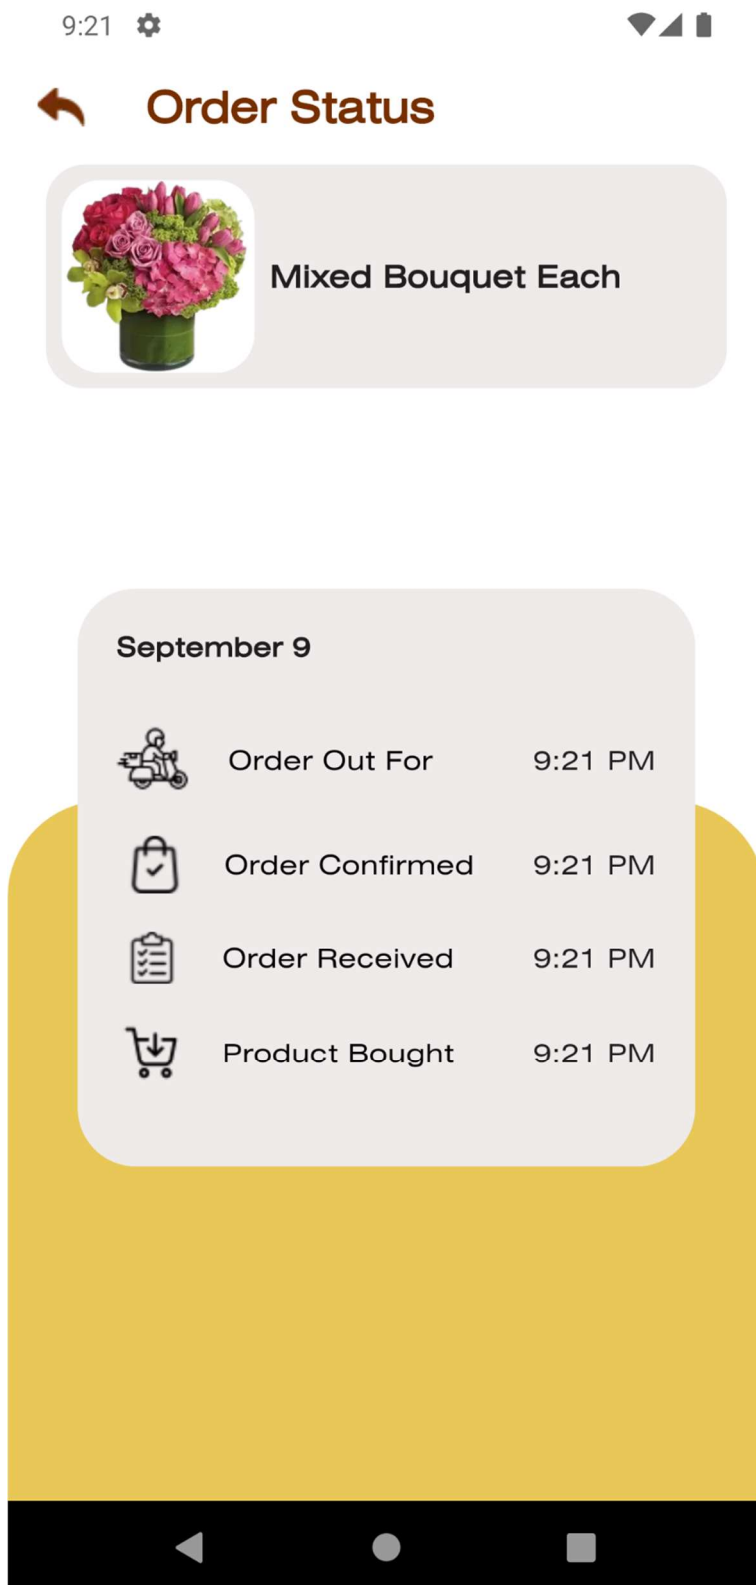 9:21
Order Status
Mixed Bouquet Each
September 9
Order Out For 9:21 PM
Order Confirmed 9:21 PM
Order Received 9:21 PM
Product Bought 9:21 PM